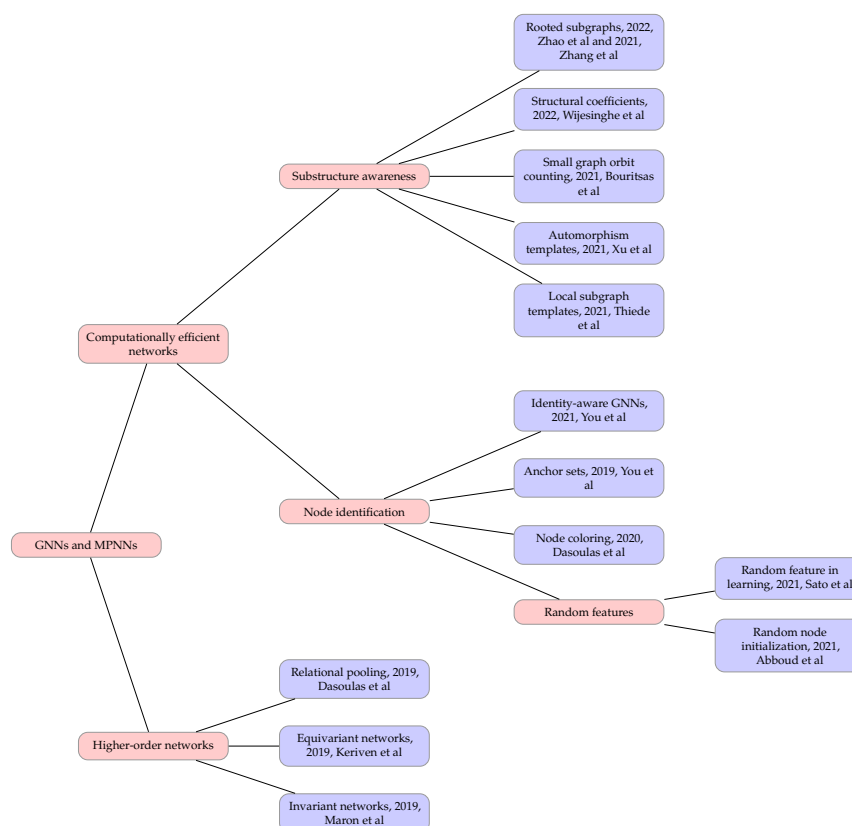 Rooted subgraphs, 2022,
Zhao et al and 2021,
Zhang et al
Structural coefficients,
2022, Wijesinghe et al
Substructure awareness
Small graph orbit
counting, 2021, Bouritsas
et al
Automorphism
templates, 2021, Xu et al
Local subgraph
templates, 2021, Thiede
et al
Computationally efficient
networks
Identity-aware GNNs,
2021, You et al
Anchor sets, 2019, You et
al
Node identification
Node coloring, 2020,
Dasoulas et al
GNNs and MPNNs
Random feature in
learning, 2021, Sato et al
Random features
Random node
initialization, 2021,
Abboud et al
Relational pooling, 2019,
Dasoulas et al
Higher-order networks
Equivariant networks,
2019, Keriven et al
Invariant networks, 2019,
Maron et al